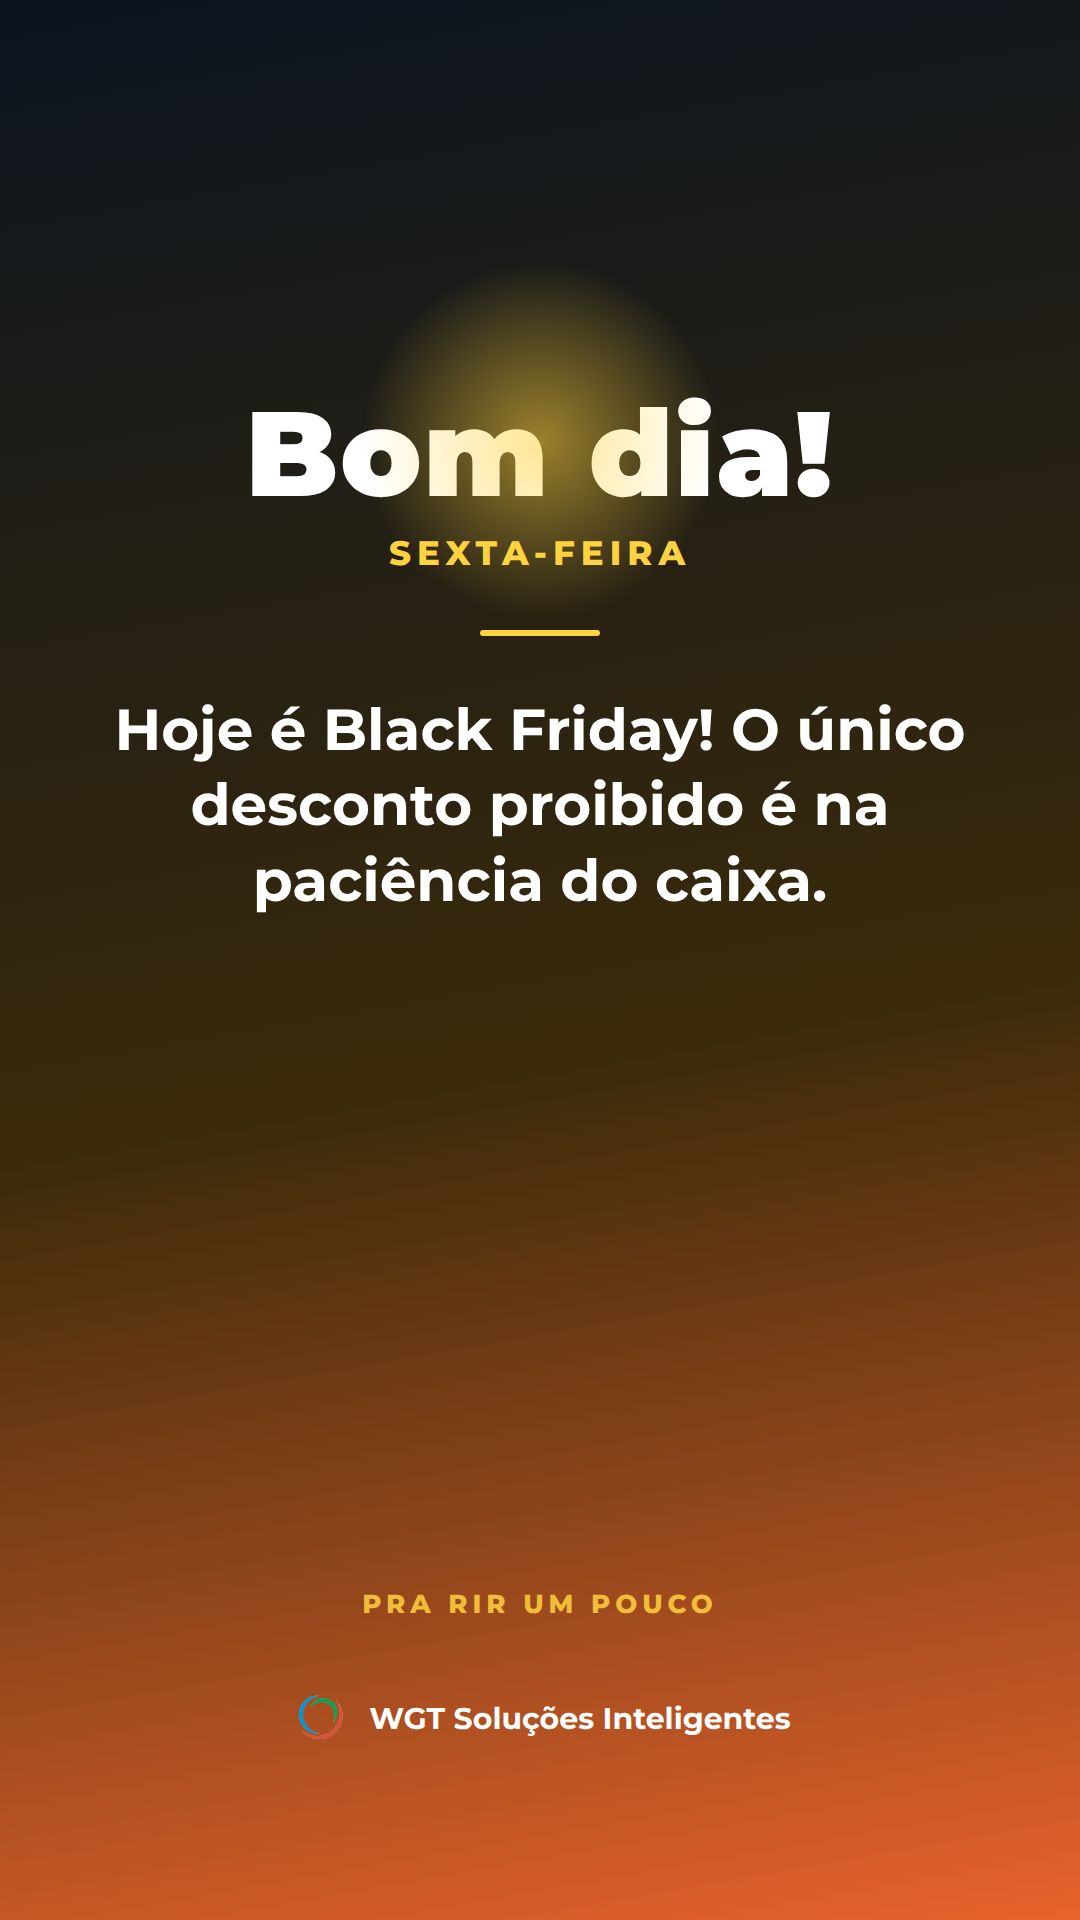 Bom dia!
SEXTA-FEIRA
Hoje é Black Friday! O único
desconto proibido é na
paciência do caixa.
PRA RIR UM POUCO
WGT Soluções Inteligentes